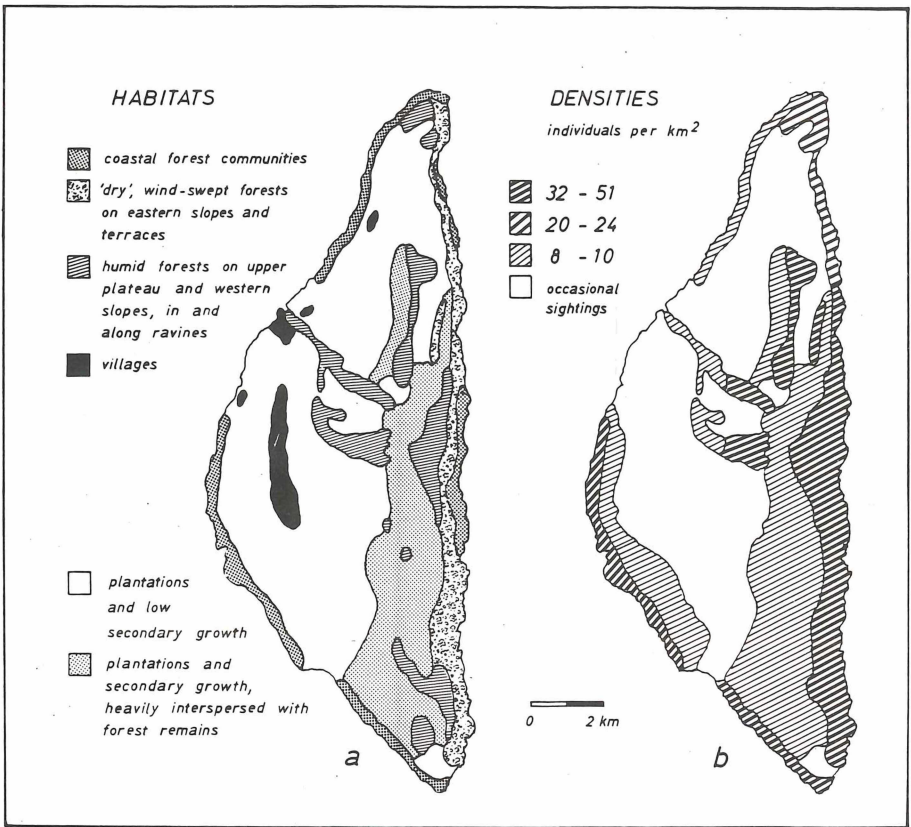 HABITATS
coastal forest communities
'dry', wind-swept forests
on eastern slopes and
terraces
humid forests on upper
plateau and western
slopes, in and
along ravines
villages
plantations
and low
secondary growth
plantations and
secondary growth,
heavily interspersed with
forest remains
a
DENSITIES
individuals per km²
32 - 51
20 - 24
8 - 10
occasional
sightings
0 2 km
b